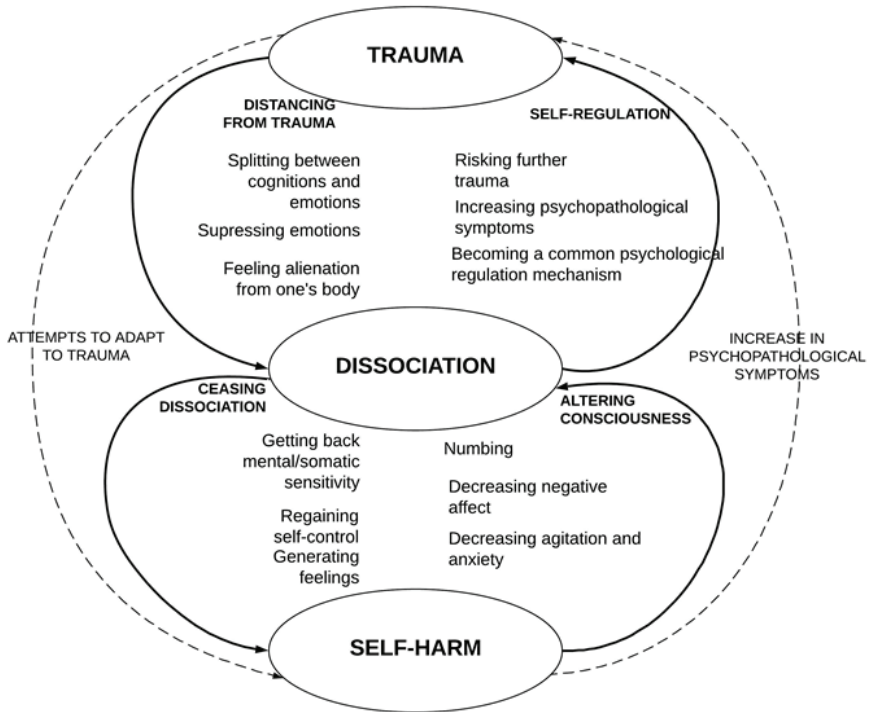 TRAUMA
DISTANCING
FROM TRAUMA
Splitting between
cognitions and
emotions
Supressing emotions
Feeling alienation
from one's body
SELF-REGULATION
Risking further
trauma
Increasing psychopathological
symptoms
Becoming a common psychological
regulation mechanism
ATTEMPTS TO ADAPT
TO TRAUMA
INCREASE IN
PSYCHOPATHOLOGICAL
SYMPTOMS
DISSOCIATION
CEASING
DISSOCIATION
Getting back
mental/somatic
sensitivity
Regaining
self-control
Generating
feelings
ALTERING
CONSCIOUSNESS
Numbing
Decreasing negative
affect
Decreasing agitation and
anxiety
SELF-HARM